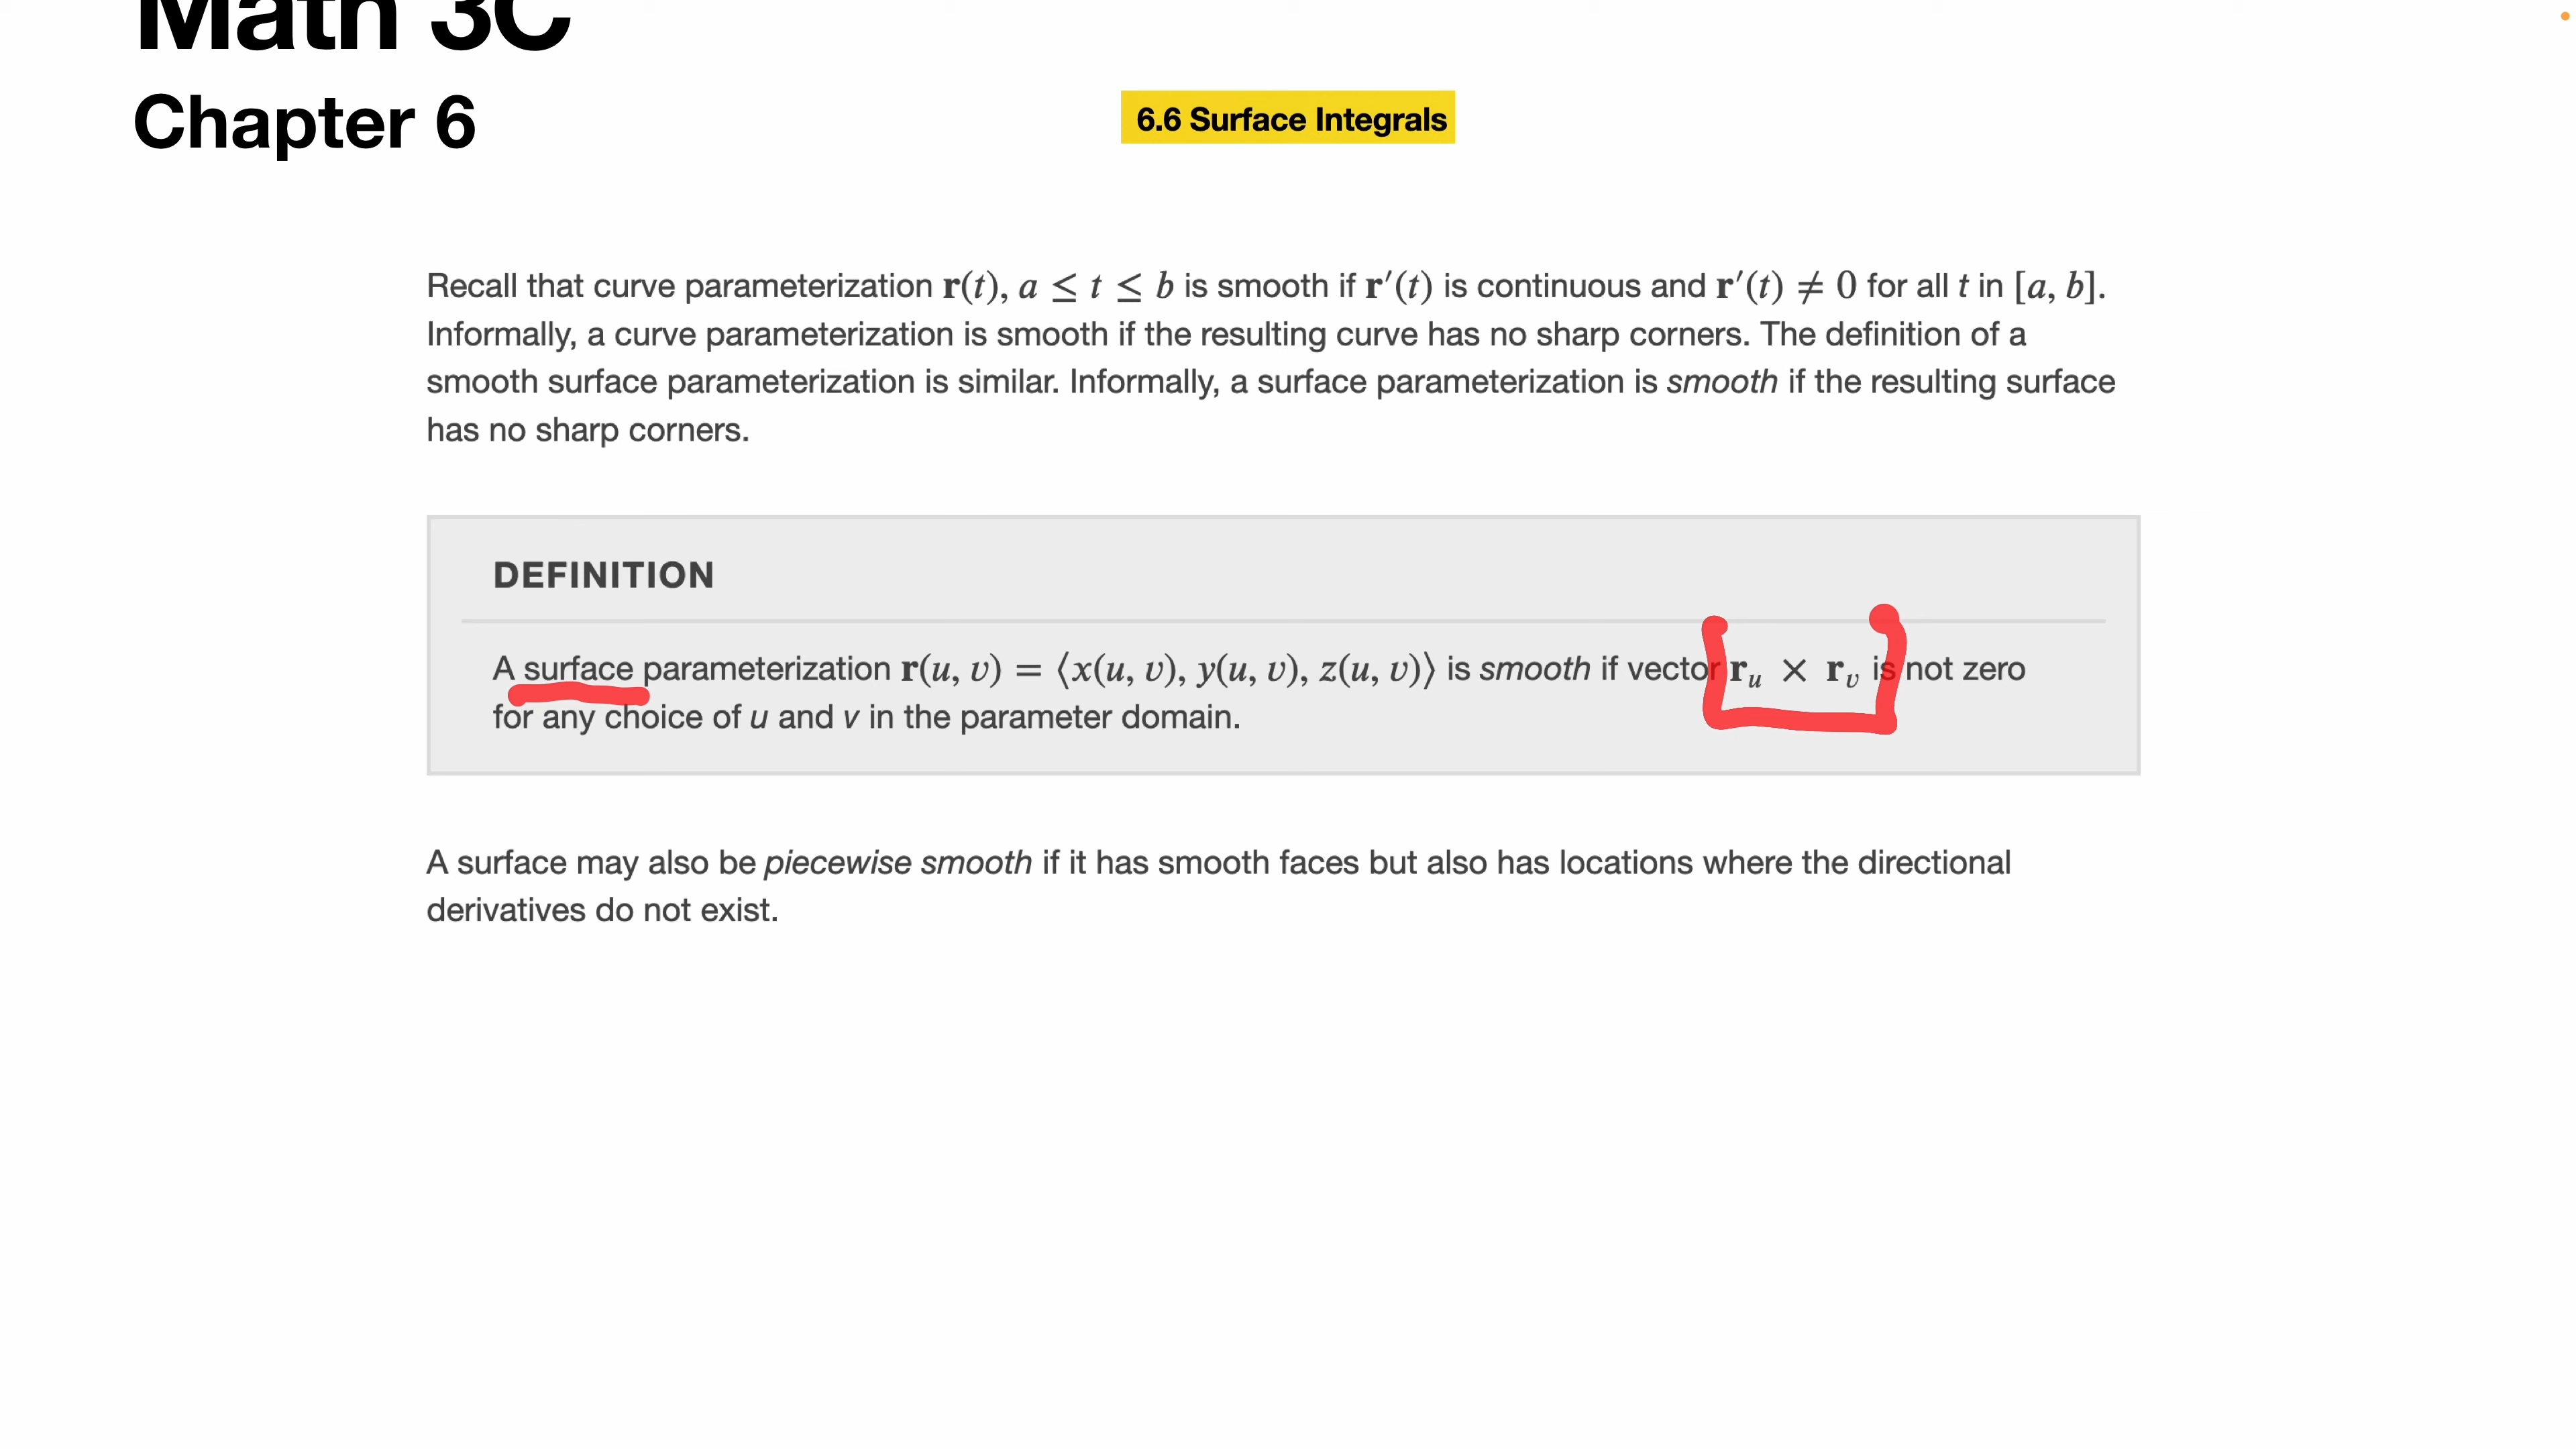 Math 3C
Chapter 6
6.6 Surface Integrals
Recall that curve parameterization r(t), a ≤ t ≤ b is smooth if r′(t) is continuous and r′(t) ≠ 0 for all t in [a, b].
Informally, a curve parameterization is smooth if the resulting curve has no sharp corners. The definition of a
smooth surface parameterization is similar. Informally, a surface parameterization is smooth if the resulting surface
has no sharp corners.
DEFINITION
A surface parameterization r(u, v) = ⟨x(u, v), y(u, v), z(u, v)⟩ is smooth if vector rᵤ × rᵥ is not zero
for any choice of u and v in the parameter domain.
A surface may also be piecewise smooth if it has smooth faces but also has locations where the directional
derivatives do not exist.